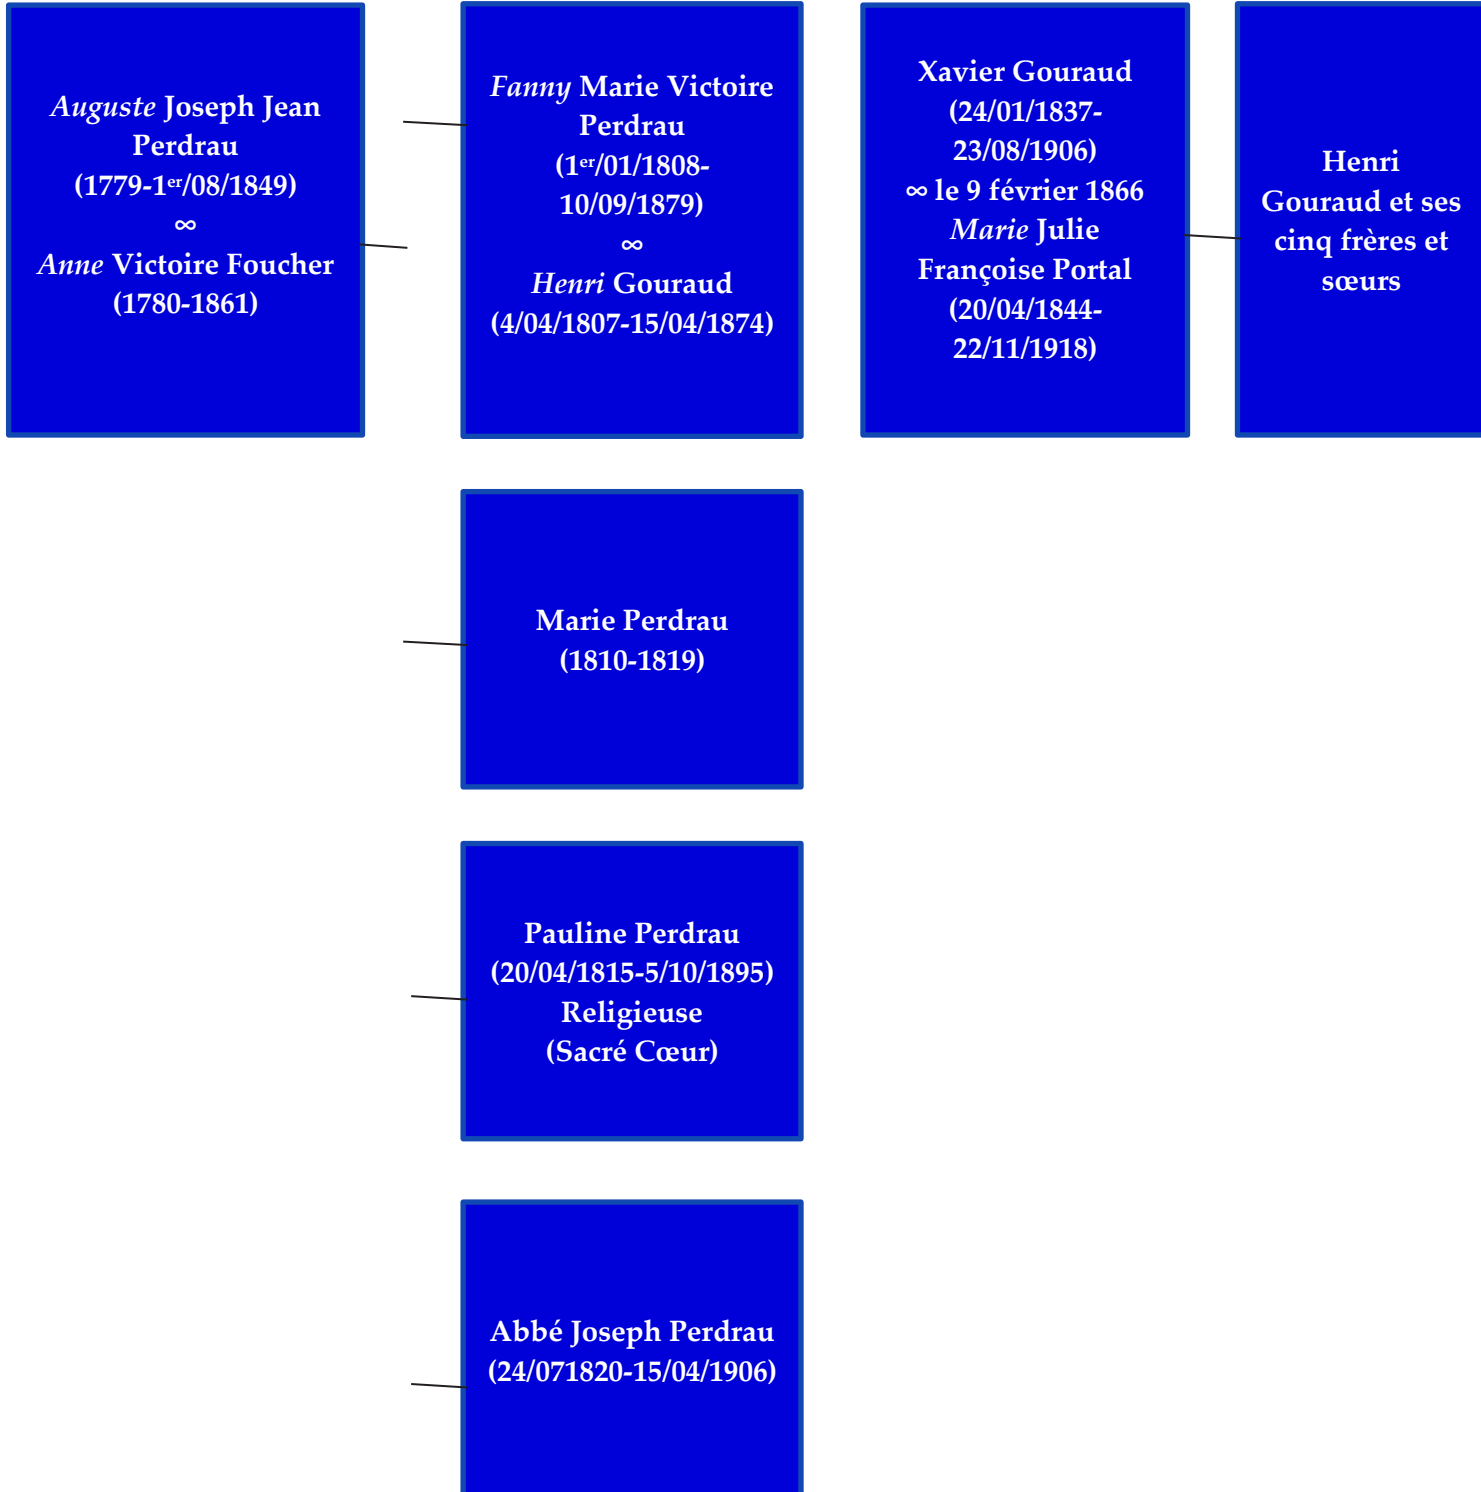 Auguste Joseph Jean
Perdrau
(1779-1er/08/1849)
∞
Anne Victoire Foucher
(1780-1861)
Fanny Marie Victoire
Perdrau
(1er/01/1808-
10/09/1879)
∞
Henri Gouraud
(4/04/1807-15/04/1874)
Xavier Gouraud
(24/01/1837-
23/08/1906)
∞ le 9 février 1866
Marie Julie
Françoise Portal
(20/04/1844-
22/11/1918)
Henri
Gouraud et ses
cinq frères et
sœurs
Marie Perdrau
(1810-1819)
Pauline Perdrau
(20/04/1815-5/10/1895)
Religieuse
(Sacré Cœur)
Abbé Joseph Perdrau
(24/071820-15/04/1906)